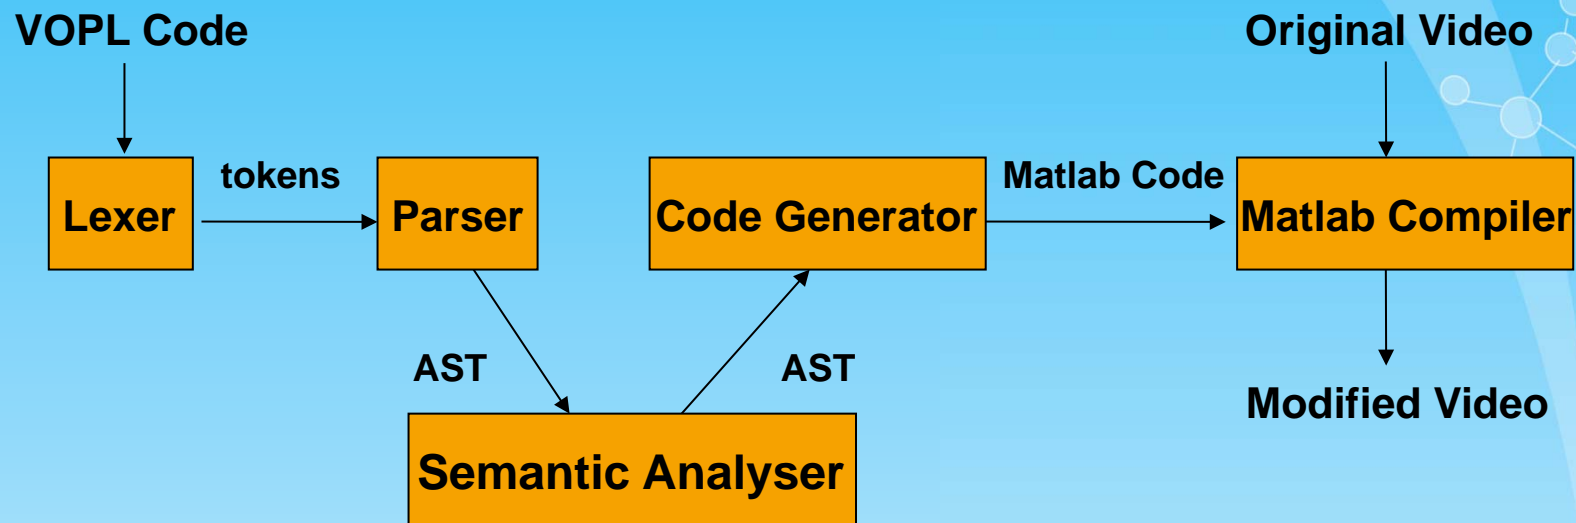 VOPL Code
Original Video
tokens
Matlab Code
Lexer
Parser
Code Generator
Matlab Compiler
AST
AST
Modified Video
Semantic Analyser